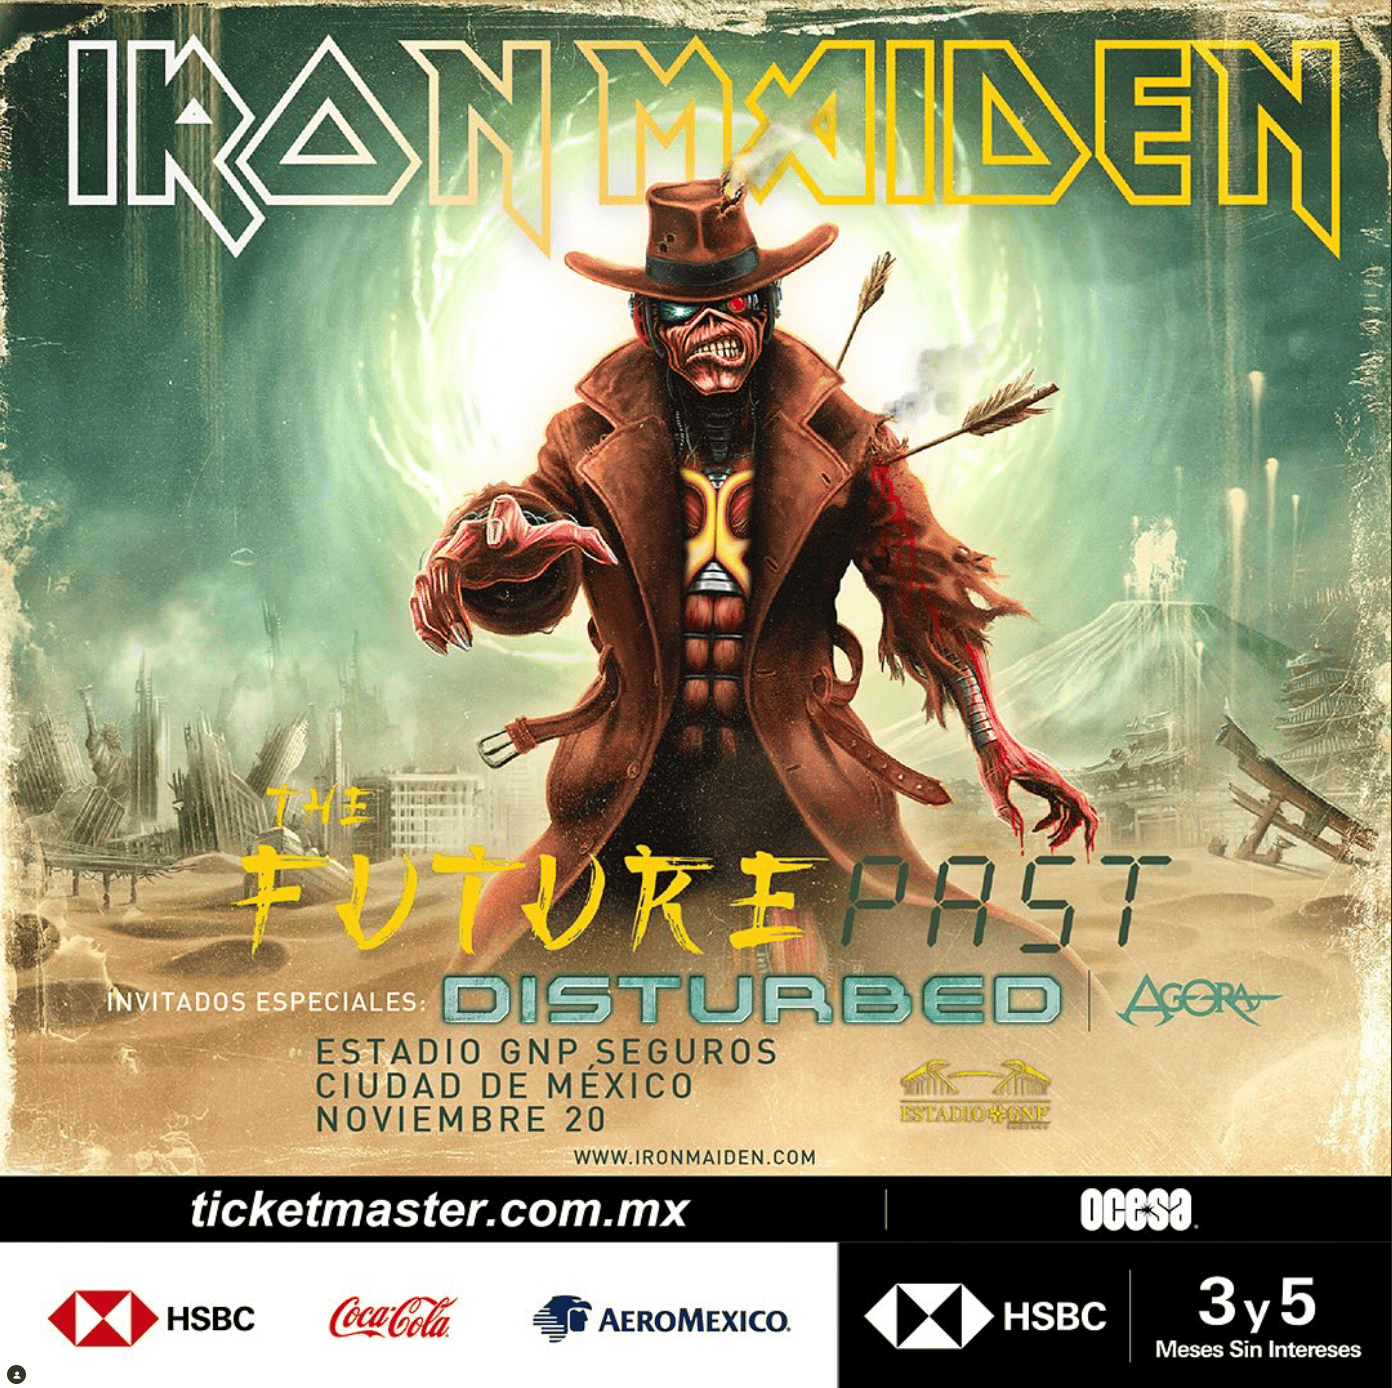 IRON MAIDEN
THE
FUTURE PAST
INVITADOS ESPECIALES: DISTURBED AGORA
ESTADIO GNP SEGUROS
CIUDAD DE MÉXICO
NOVIEMBRE 20
ESTADIO GNP
SEGUROS
WWW.IRONMAIDEN.COM
ticketmaster.com.mx OCESA
HSBC Coca-Cola AEROMEXICO. HSBC 3 y 5
Meses Sin Intereses